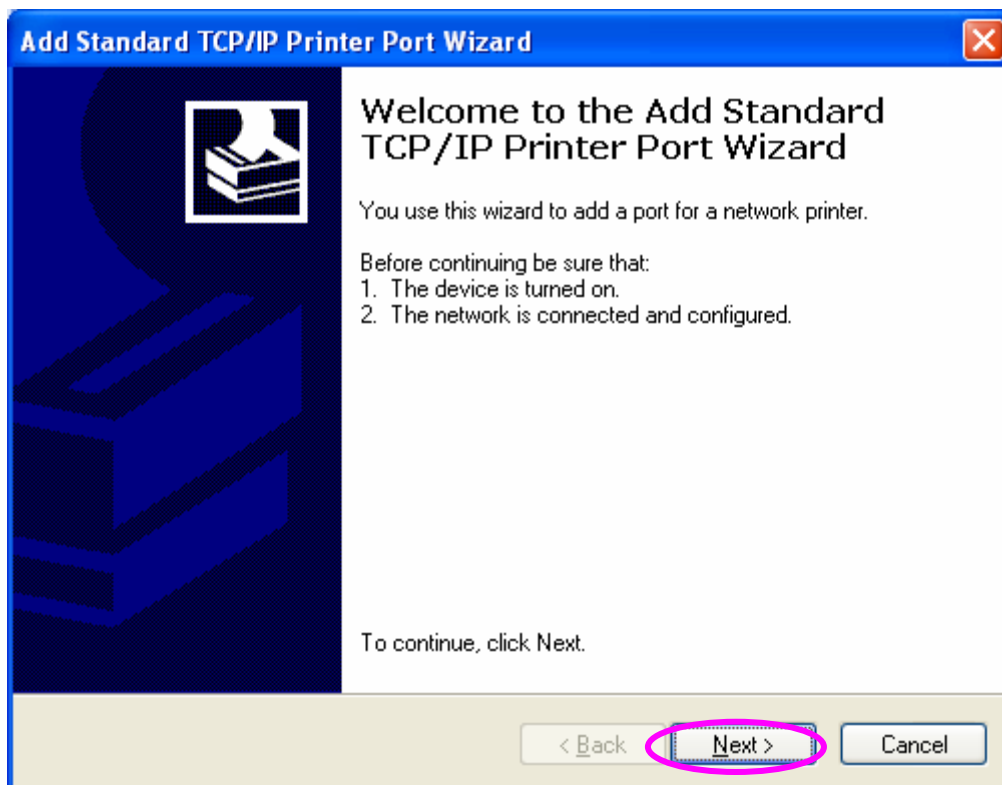 Add Standard TCP/IP Printer Port Wizard
Welcome to the Add Standard
TCP/IP Printer Port Wizard
You use this wizard to add a port for a network printer.
Before continuing be sure that:
1. The device is turned on.
2. The network is connected and configured.
To continue, click Next.
< Back
Next >
Cancel